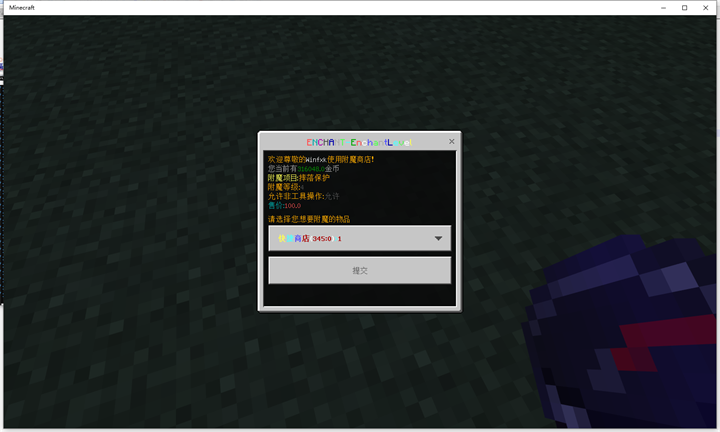 Minecraft
欢迎尊敬的Winfxk使用附魔商店!
您当前有316048.0金币
附魔项目:摔落保护
附魔等级:4
允许非工具操作:允许
售价:100.0
请选择您想要附魔的物品
商店 345:0 1
提交